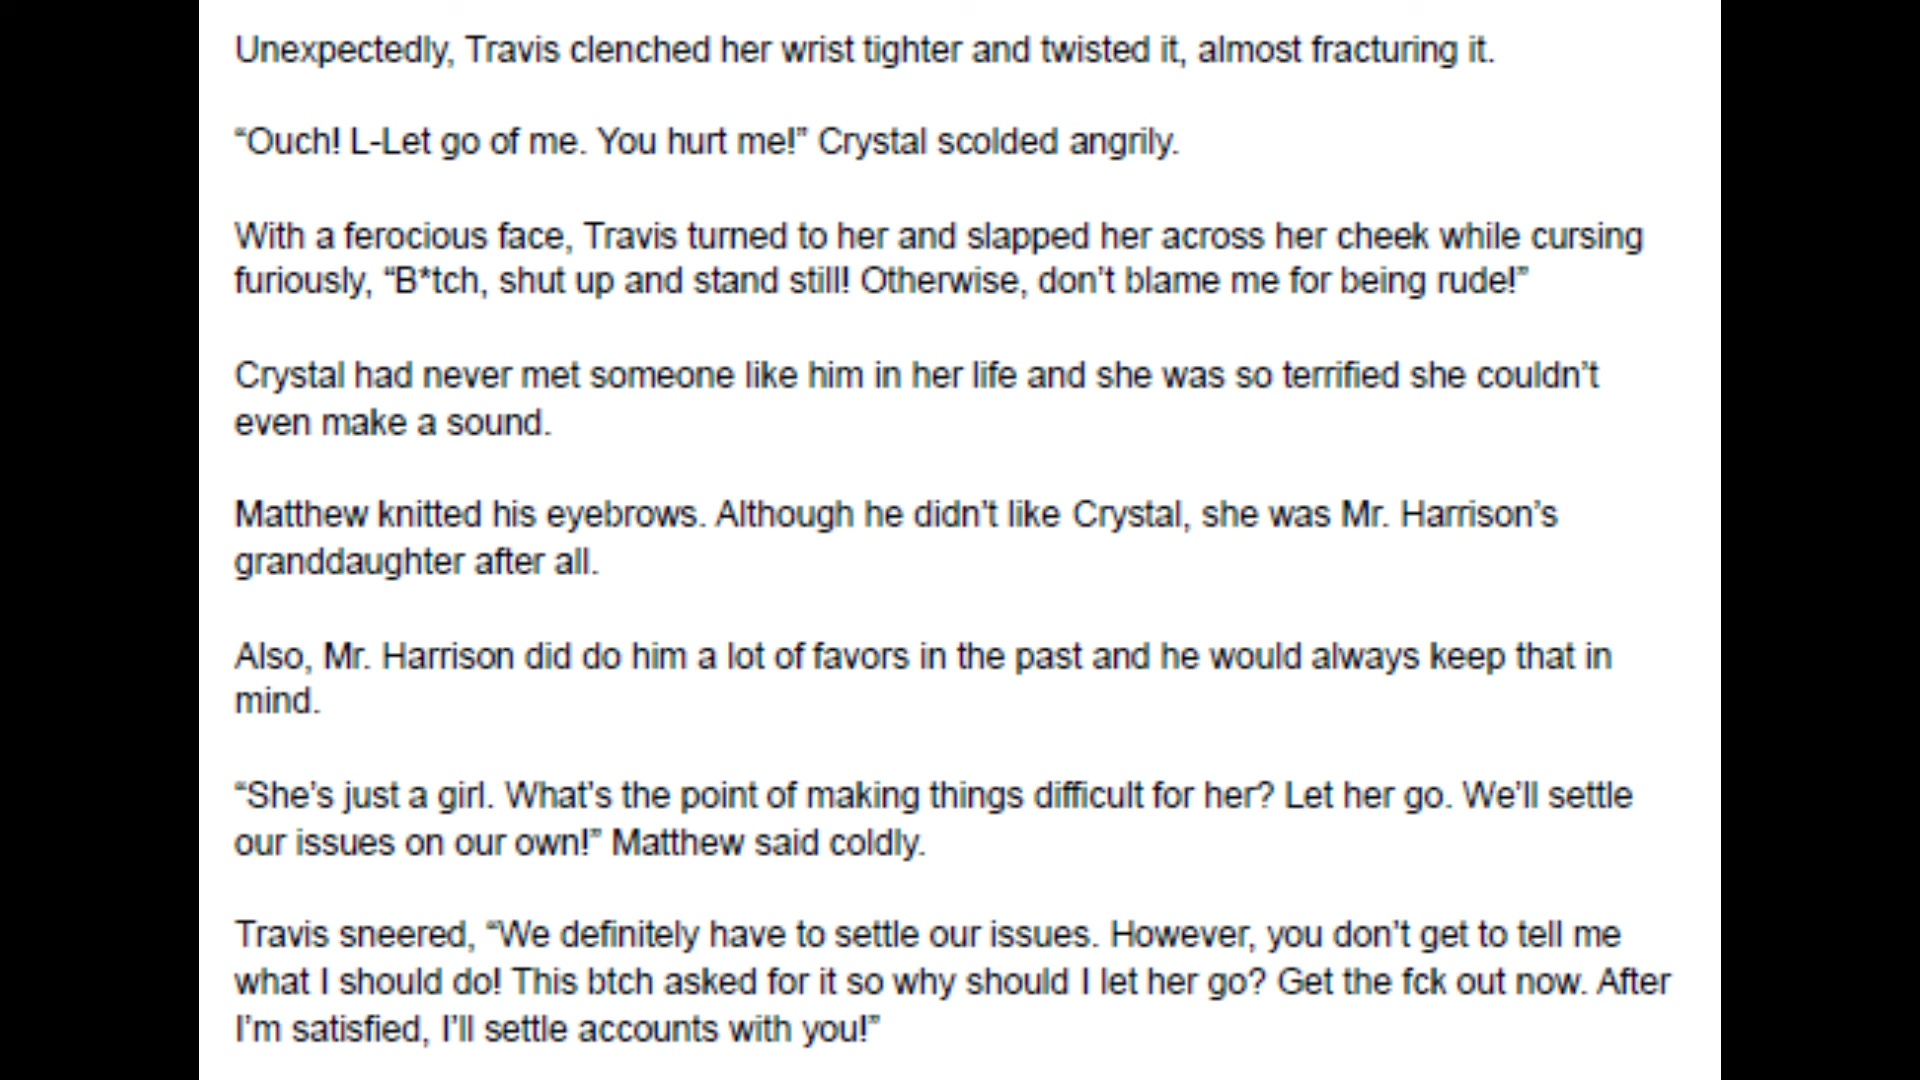 Unexpectedly, Travis clenched her wrist tighter and twisted it, almost fracturing it.
“Ouch! L-Let go of me. You hurt me!” Crystal scolded angrily.
With a ferocious face, Travis turned to her and slapped her across her cheek while cursing
furiously, “B*tch, shut up and stand still! Otherwise, don’t blame me for being rude!”
Crystal had never met someone like him in her life and she was so terrified she couldn’t
even make a sound.
Matthew knitted his eyebrows. Although he didn’t like Crystal, she was Mr. Harrison’s
granddaughter after all.
Also, Mr. Harrison did do him a lot of favors in the past and he would always keep that in
mind.
“She’s just a girl. What’s the point of making things difficult for her? Let her go. We’ll settle
our issues on our own!” Matthew said coldly.
Travis sneered, “We definitely have to settle our issues. However, you don’t get to tell me
what I should do! This btch asked for it so why should I let her go? Get the fck out now. After
I’m satisfied, I’ll settle accounts with you!”